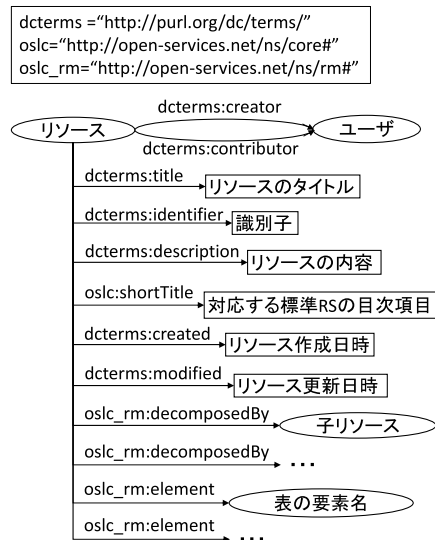 dcterms =“http://purl.org/dc/terms/”
oslc=“http://open-services.net/ns/core#”
oslc_rm=“http://open-services.net/ns/rm#”
dcterms:creator
リソース
ユーザ
dcterms:contributor
dcterms:title
リソースのタイトル
dcterms:identifier
識別子
dcterms:description
リソースの内容
oslc:shortTitle
対応する標準RSの目次項目
dcterms:created
リソース作成日時
dcterms:modified
リソース更新日時
oslc_rm:decomposedBy
子リソース
oslc_rm:decomposedBy
…
oslc_rm:element
表の要素名
oslc_rm:element
…